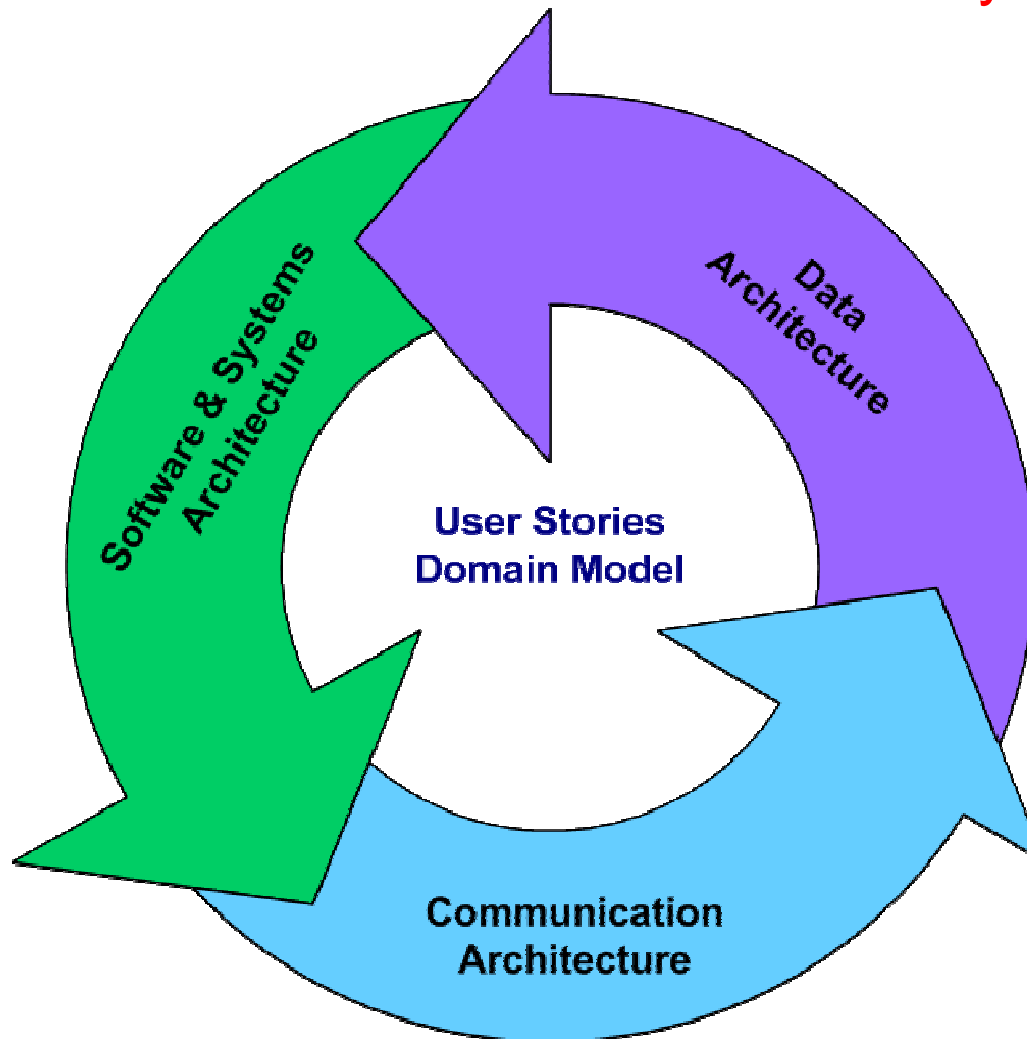 Data
Architecture
Software & Systems
Architecture
User Stories
Domain Model
Communication
Architecture